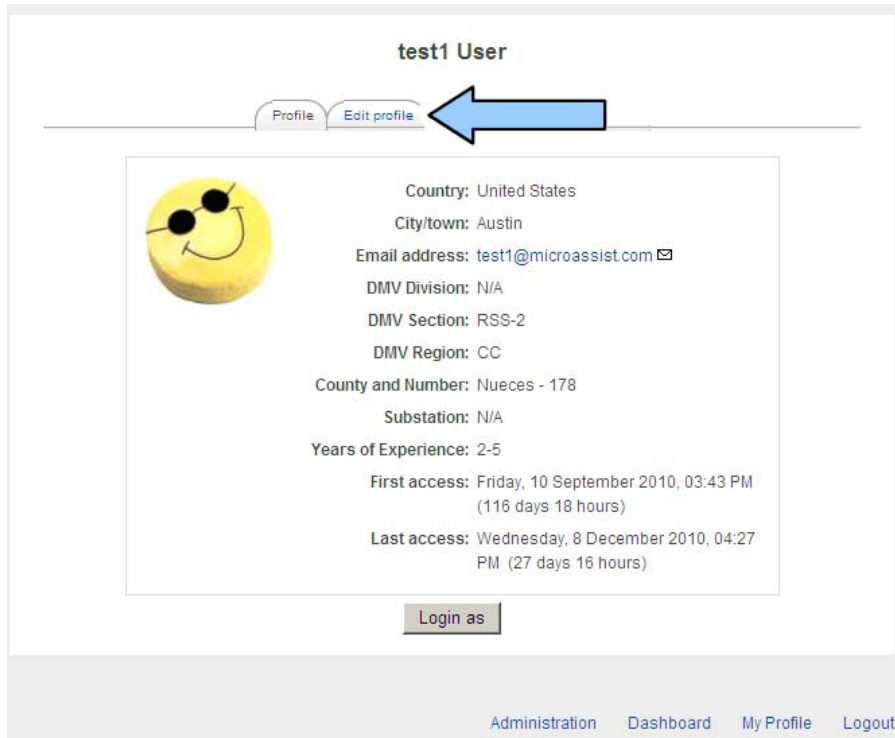 test1 User
Profile
Edit profile
Country: United States
City/town: Austin
Email address: test1@microassist.com
DMV Division: N/A
DMV Section: RSS-2
DMV Region: CC
County and Number: Nueces - 178
Substation: N/A
Years of Experience: 2-5
First access: Friday, 10 September 2010, 03:43 PM
(116 days 18 hours)
Last access: Wednesday, 8 December 2010, 04:27
PM (27 days 16 hours)
Login as
Administration Dashboard My Profile Logout